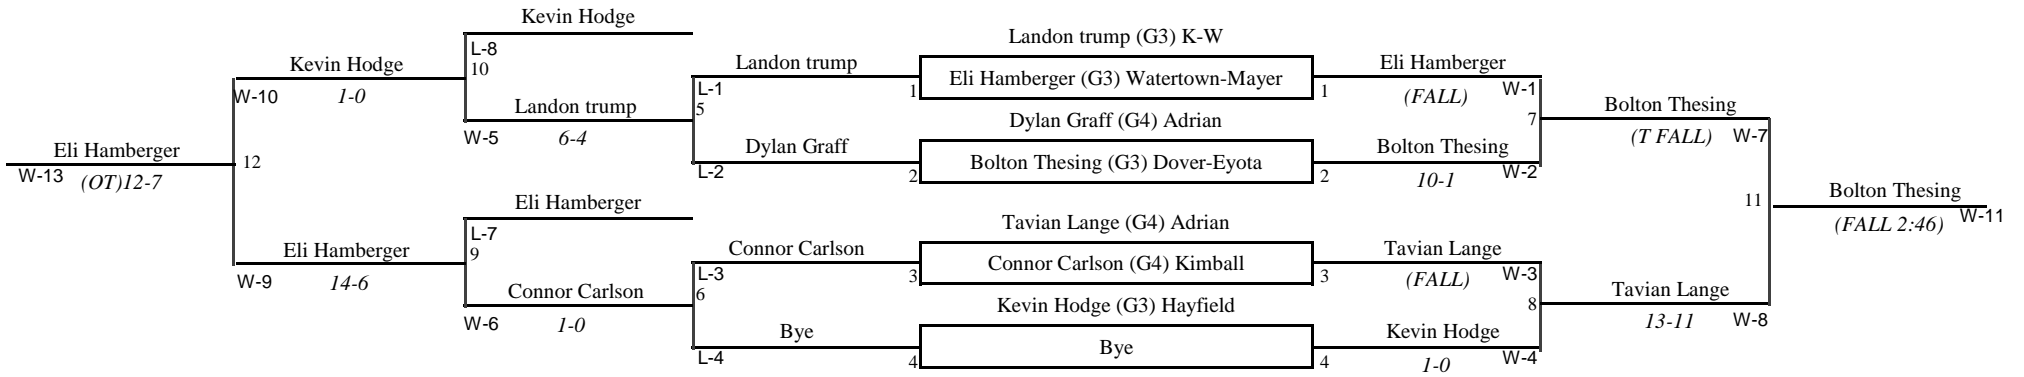 Kevin Hodge
Landon trump (G3) K-W
L-8
Kevin Hodge
10
Landon trump
Eli Hamberger (G3) Watertown-Mayer
Eli Hamberger
W-10
1-0
L-1
1
1
(FALL)
W-1
Landon trump
5
Bolton Thesing
W-5
6-4
Dylan Graff (G4) Adrian
7
(T FALL)
W-7
Eli Hamberger
12
Dylan Graff
Bolton Thesing (G3) Dover-Eyota
Bolton Thesing
W-13
(OT)12-7
L-2
2
2
10-1
W-2
Eli Hamberger
11
Bolton Thesing
Tavian Lange (G4) Adrian
(FALL 2:46)
W-11
L-7
Eli Hamberger
9
Connor Carlson
Connor Carlson (G4) Kimball
Tavian Lange
W-9
14-6
L-3
3
3
(FALL)
W-3
Connor Carlson
6
Tavian Lange
W-6
1-0
Kevin Hodge (G3) Hayfield
8
13-11
W-8
Bye
Bye
Kevin Hodge
L-4
4
4
1-0
W-4